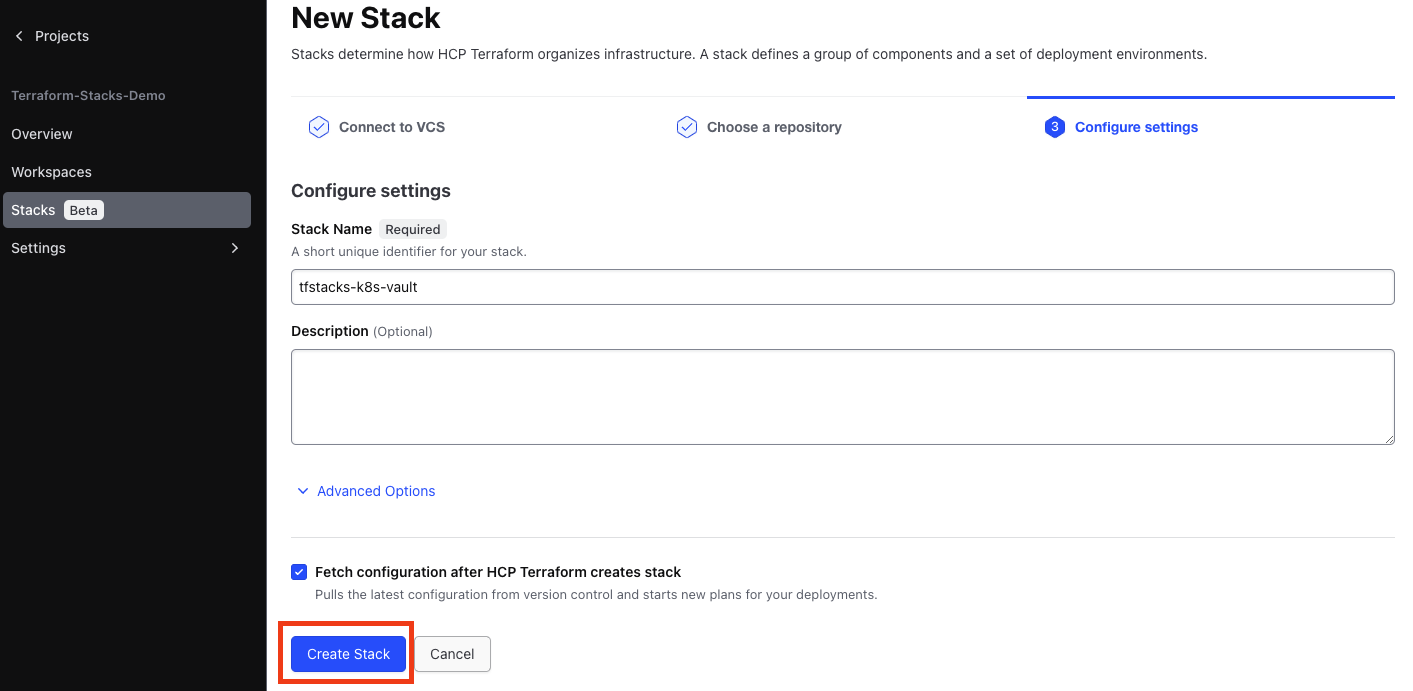 Projects
Terraform-Stacks-Demo
Overview
Workspaces
Stacks Beta
Settings
New Stack
Stacks determine how HCP Terraform organizes infrastructure. A stack defines a group of components and a set of deployment environments.
Connect to VCS
Choose a repository
3 Configure settings
Configure settings
Stack Name Required
A short unique identifier for your stack.
tfstacks-k8s-vault
Description (Optional)
Advanced Options
Fetch configuration after HCP Terraform creates stack
Pulls the latest configuration from version control and starts new plans for your deployments.
Create Stack Cancel